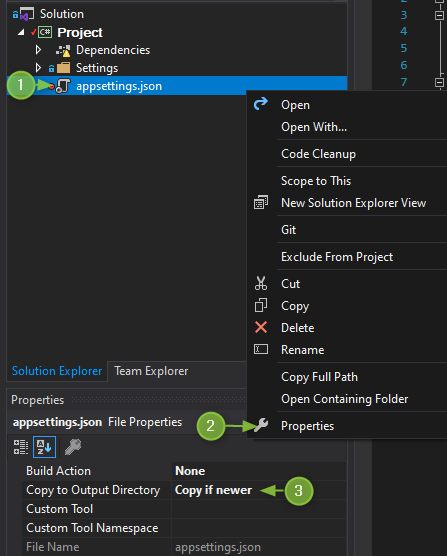 Solution
C# Project
Dependencies
Settings
1
appsettings.json
3
4
5
6
7
Open
Open With...
Code Cleanup
Scope to This
New Solution Explorer View
Git
Exclude From Project
Cut
Copy
Delete
Rename
Copy Full Path
Open Containing Folder
2
Properties
Solution Explorer
Team Explorer
Properties
appsettings.json File Properties
Build Action None
Copy to Output Directory Copy if newer
3
Custom Tool
Custom Tool Namespace
File Name appsettings.json